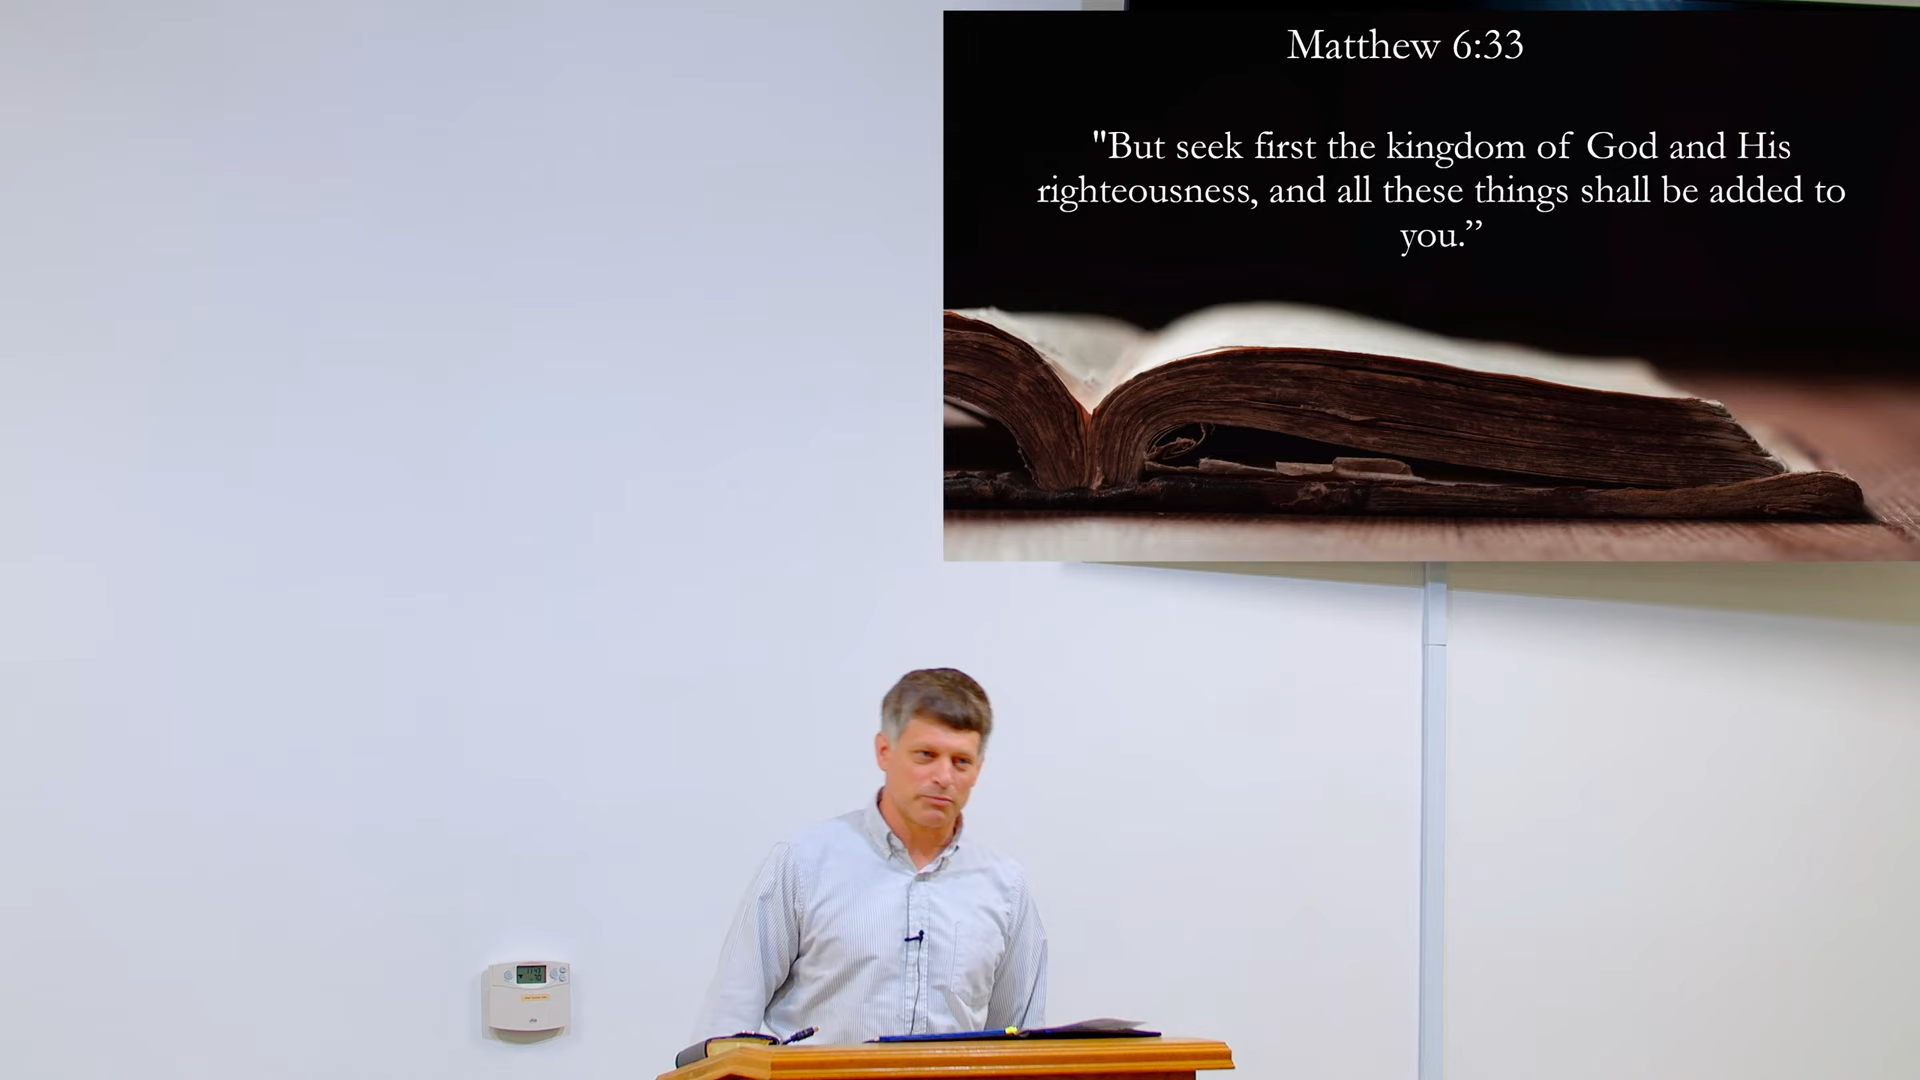 Matthew 6:33
"But seek first the kingdom of God and His
righteousness, and all these things shall be added to
you.”